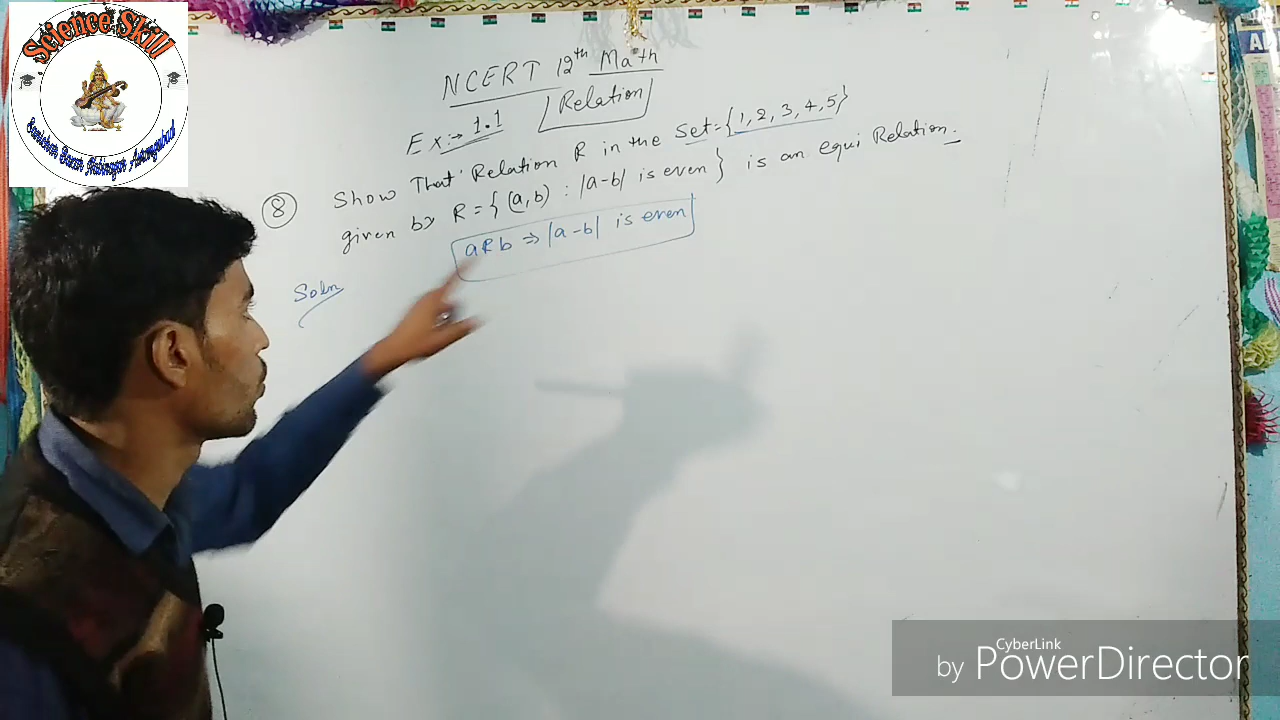 Science Skill
NCERT 12th Math
Ex:→ 1.1
Relation
8 Show That Relation R in the Set = {1, 2, 3, 4, 5}
given by R = {(a, b) : |a-b| is even} is an equi Relation.
aRb ⇒ |a-b| is even
Soln
CyberLink
by PowerDirector